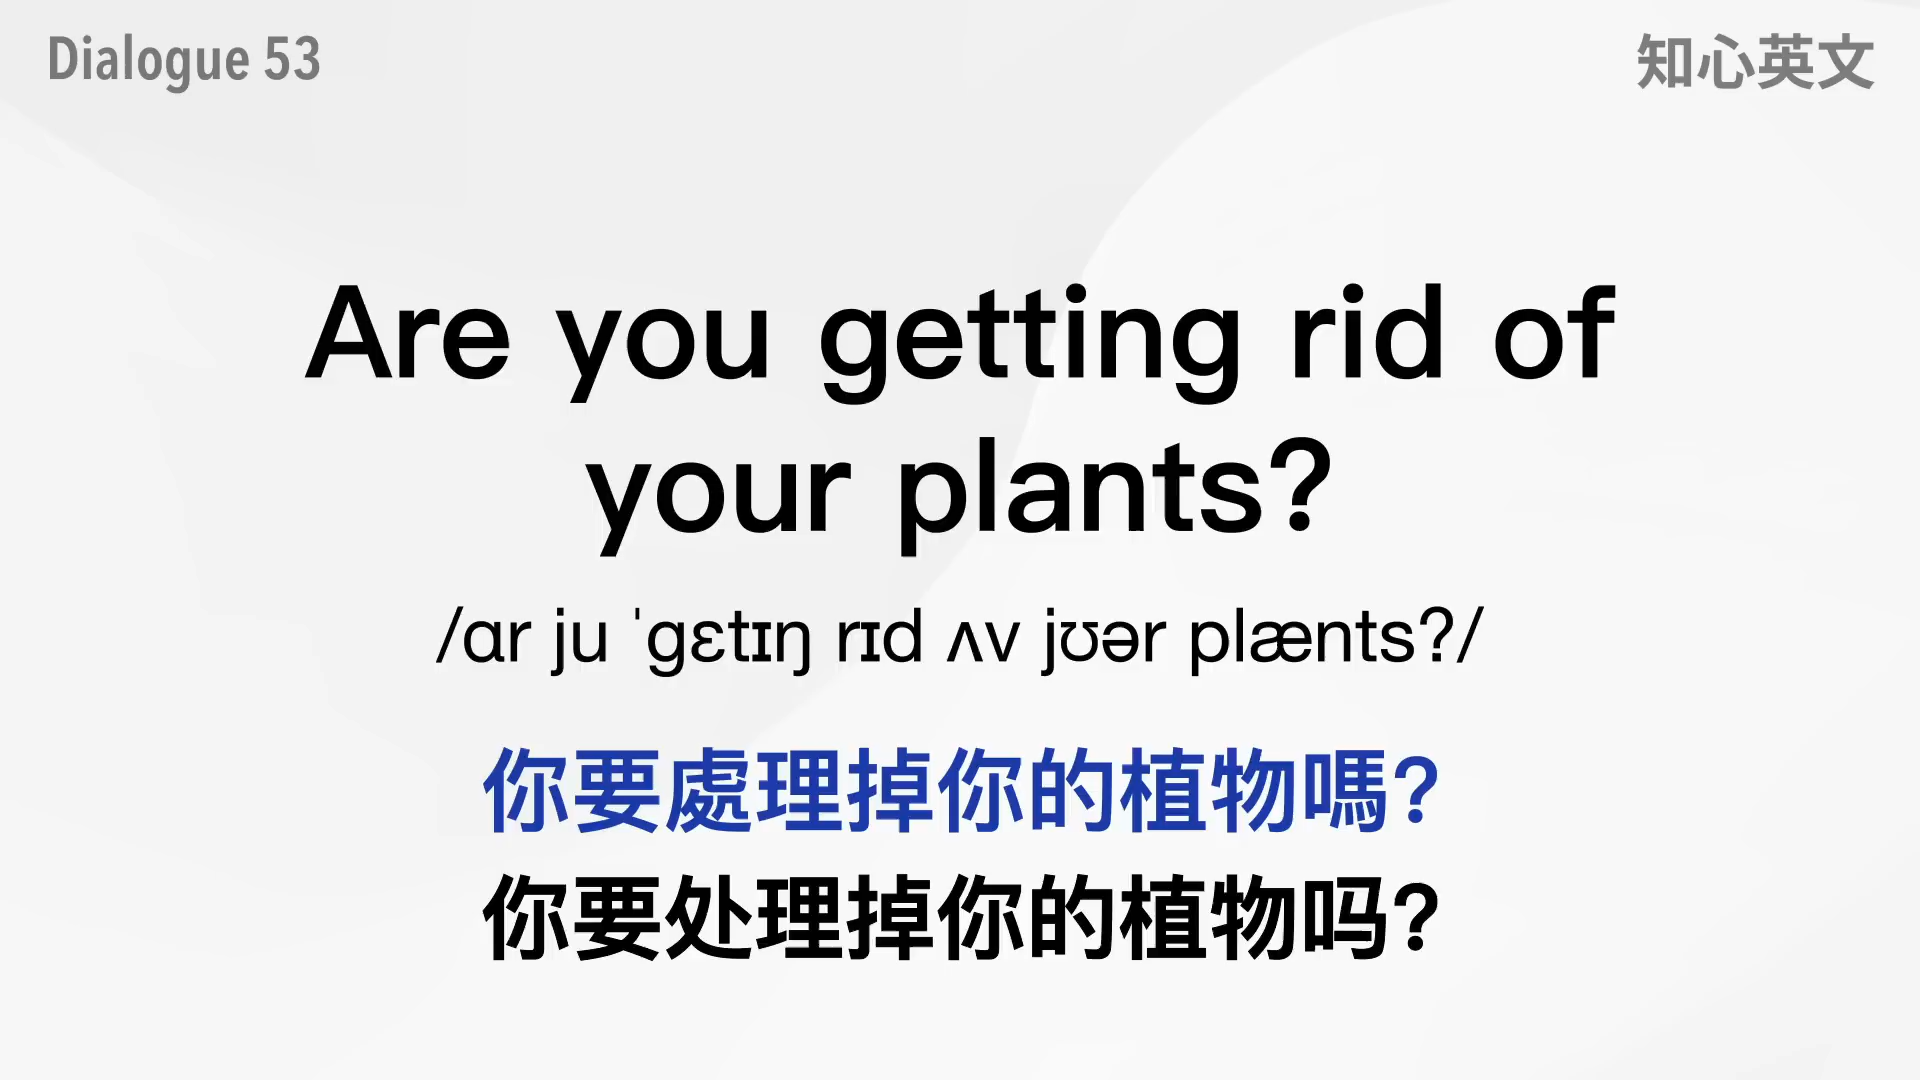 Dialogue 53
知心英文
Are you getting rid of
your plants?
/ɑr ju ˈgɛtɪŋ rɪd ʌv jʊər plænts?/
你要處理掉你的植物嗎?
你要处理掉你的植物吗?